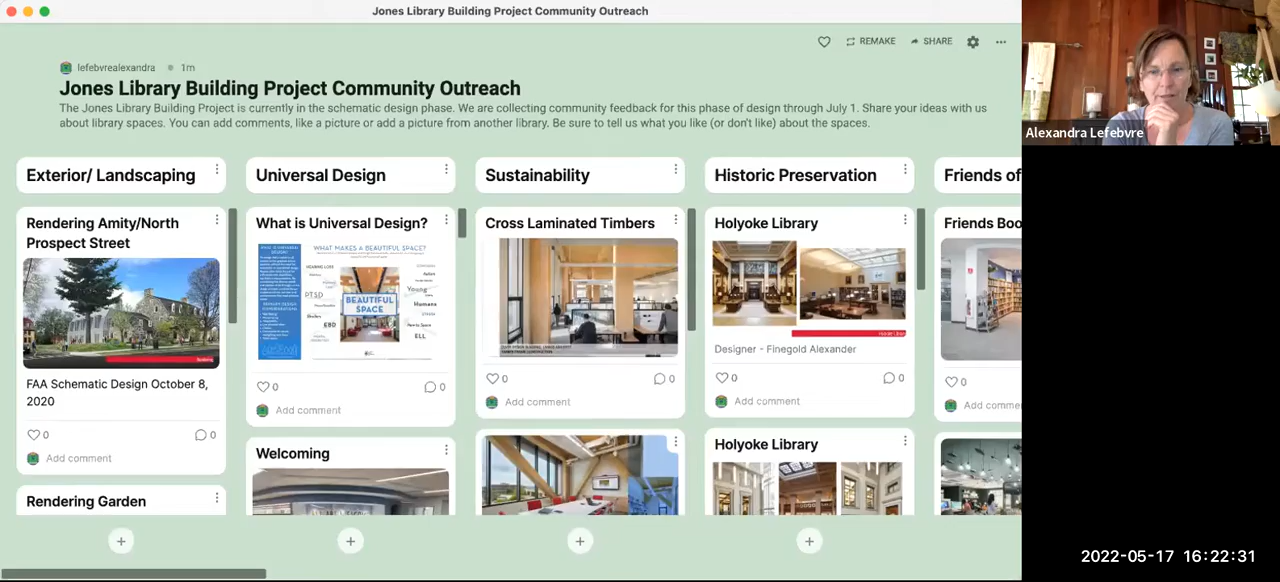 Jones Library Building Project Community Outreach
REMAKE
SHARE
lefebvrealexandra
1m
Jones Library Building Project Community Outreach
The Jones Library Building Project is currently in the schematic design phase. We are collecting community feedback for this phase of design through July 1. Share your ideas with us
about library spaces. You can add comments, like a picture or add a picture from another library. Be sure to tell us what you like (or don't like) about the spaces.
Alexandra Lefebvre
Exterior/ Landscaping
Universal Design
Sustainability
Historic Preservation
Friends of
Rendering Amity/North
Prospect Street
FAA Schematic Design October 8,
2020
0
0
Add comment
Rendering Garden
What is Universal Design?
WHAT MAKES A BEAUTIFUL SPACE?
PTSD
Young
Humans
EBD
ELL
BEAUTIFUL
SPACE
0
0
Add comment
Welcoming
Cross Laminated Timbers
0
0
Add comment
Holyoke Library
Designer - Finegold Alexander
0
0
Add comment
Holyoke Library
Friends Boo
0
Add comme
2022-05-17 16:22:31